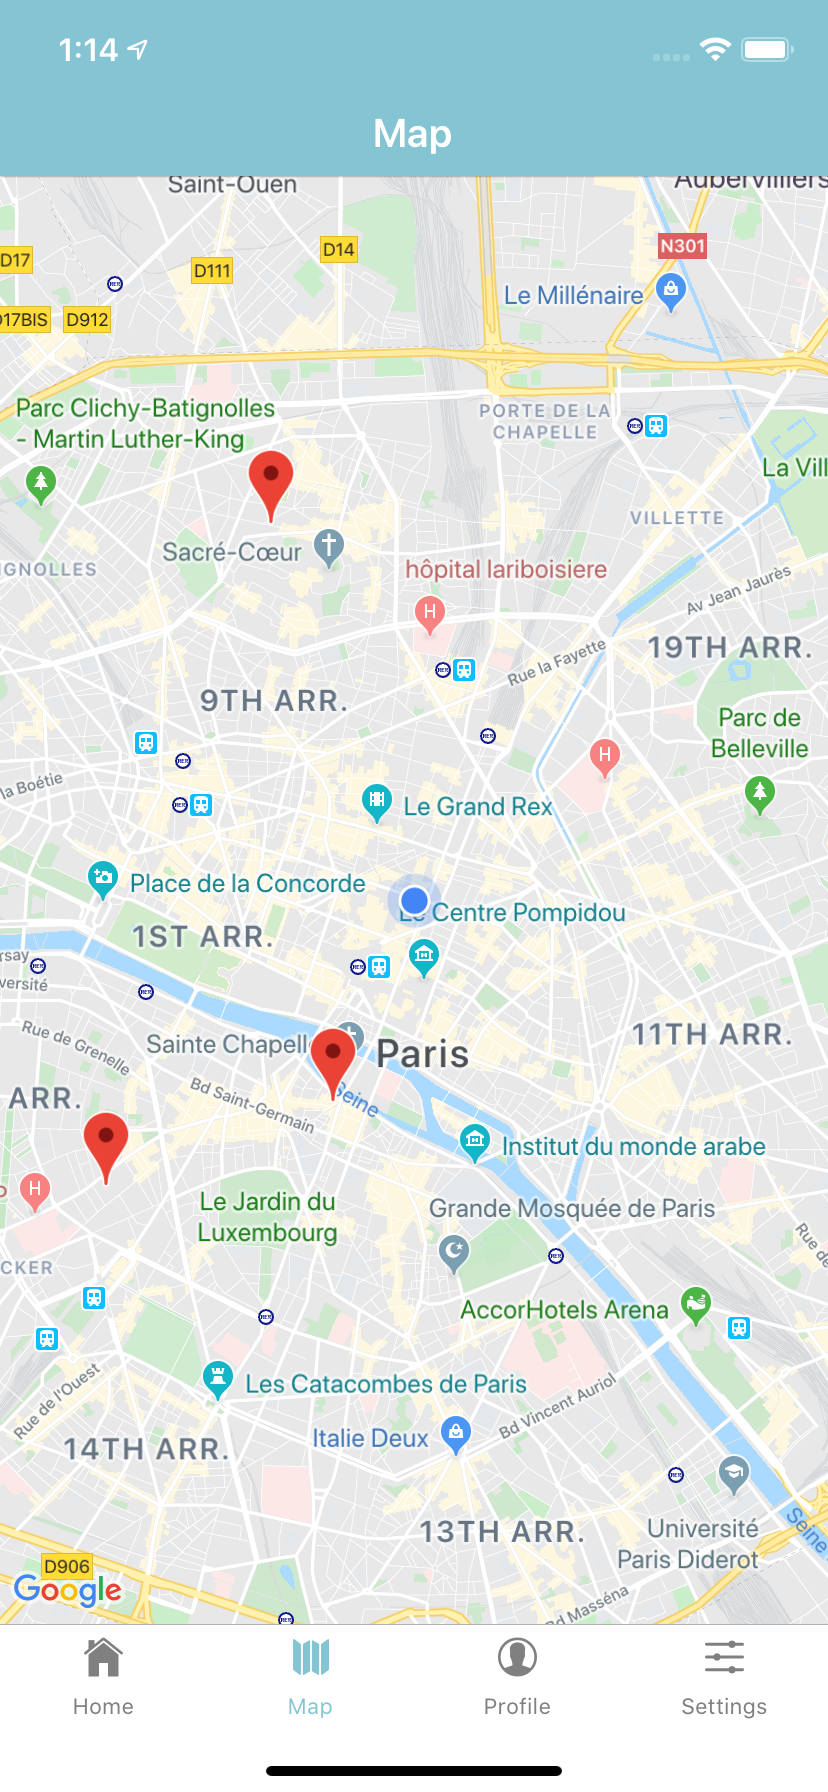 1:14
Map
Saint-Ouen
Aubervilliers
N301
D14
D17
D111
Le Millénaire
D17BIS
D912
Parc Clichy-Batignolles
- Martin Luther-King
PORTE DE LA
CHAPELLE
La Vill
VILLETTE
Sacré-Cœur
IGNOLLES
hôpital lariboisiere
H
Av Jean Jaurès
19TH ARR.
Rue la Fayette
9TH ARR.
Parc de
Belleville
H
la Boétie
Le Grand Rex
Place de la Concorde
Le Centre Pompidou
1ST ARR.
rsay
versité
11TH ARR.
Rue de Grenelle
Sainte Chapell
Paris
Bd Saint-Germain
Seine
ARR.
Institut du monde arabe
H
Le Jardin du
Luxembourg
Grande Mosquée de Paris
Rue de
CKER
AccorHotels Arena
Rue de l'Ouest
Les Catacombes de Paris
Bd Vincent Auriol
Italie Deux
14TH ARR.
13TH ARR.
Université
Paris Diderot
Seine
D906
Google
Bd Masséna
Home
Map
Profile
Settings